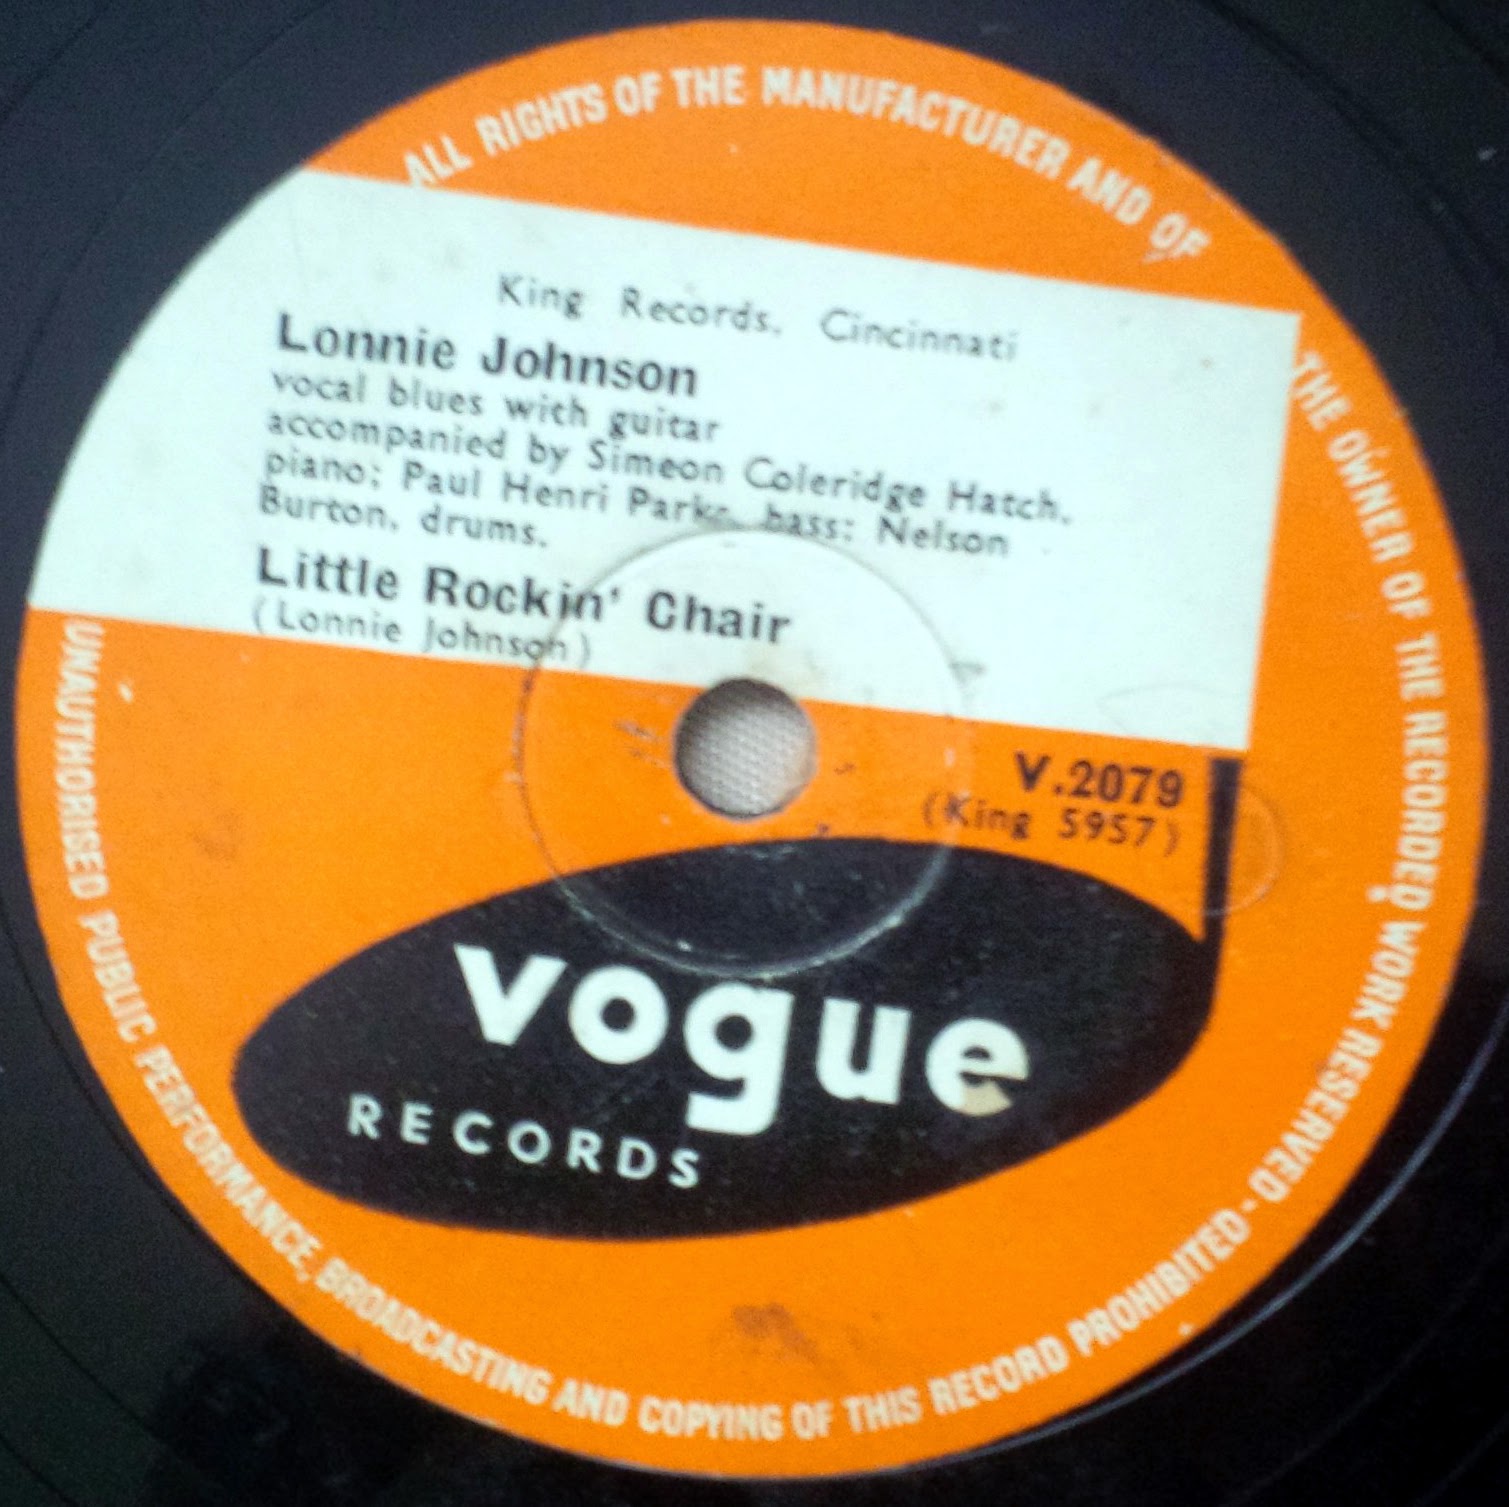 ALL RIGHTS OF THE MANUFACTURER AND OF THE OWNER OF THE RECORDED WORK RESERVED -
UNAUTHORISED PUBLIC PERFORMANCE, BROADCASTING AND COPYING OF THIS RECORD PROHIBITED
King Records, Cincinnati
Lonnie Johnson
vocal blues with guitar
accompanied by Simeon Coleridge Hatch,
piano; Paul Henri Parks, bass; Nelson
Burton, drums.
Little Rockin' Chair
(Lonnie Johnson)
V.2079
(King 5957)
vogue
RECORDS